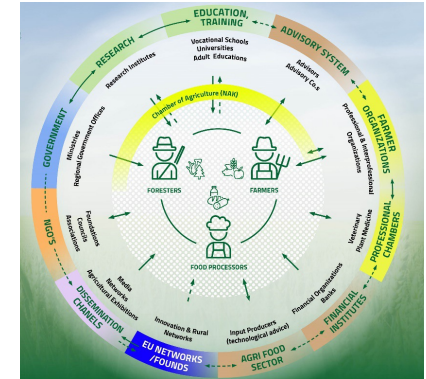 EDUCATION,
TRAINING
Vocational Schools
Universities
Adult Educations
ADVISORY SYSTEM
Advisors
Advisory Co.s
FARMER
ORGANIZATIONS
Professional & Interprofessional
Organizations
PROFESSIONAL
CHAMBERS
Veterinary
Plant Medicine
FINANCIAL
INSTITUTES
Financial Organizations
Banks
AGRI FOOD
SECTOR
Input Producers
(technological advice)
EU NETWORKS
/FOUNDS
Innovation & Rural
Networks
DISSEMINATION
CHANELS
Media
Networks
Agricultural Exhibitions
NGO'S
Foundations
Councils
Associations
GOVERNMENT
Ministries
Regional Government Offices
RESEARCH
Research Institutes
Chamber of Agriculture (NAK)
FORESTERS
FARMERS
FOOD PROCESSORS